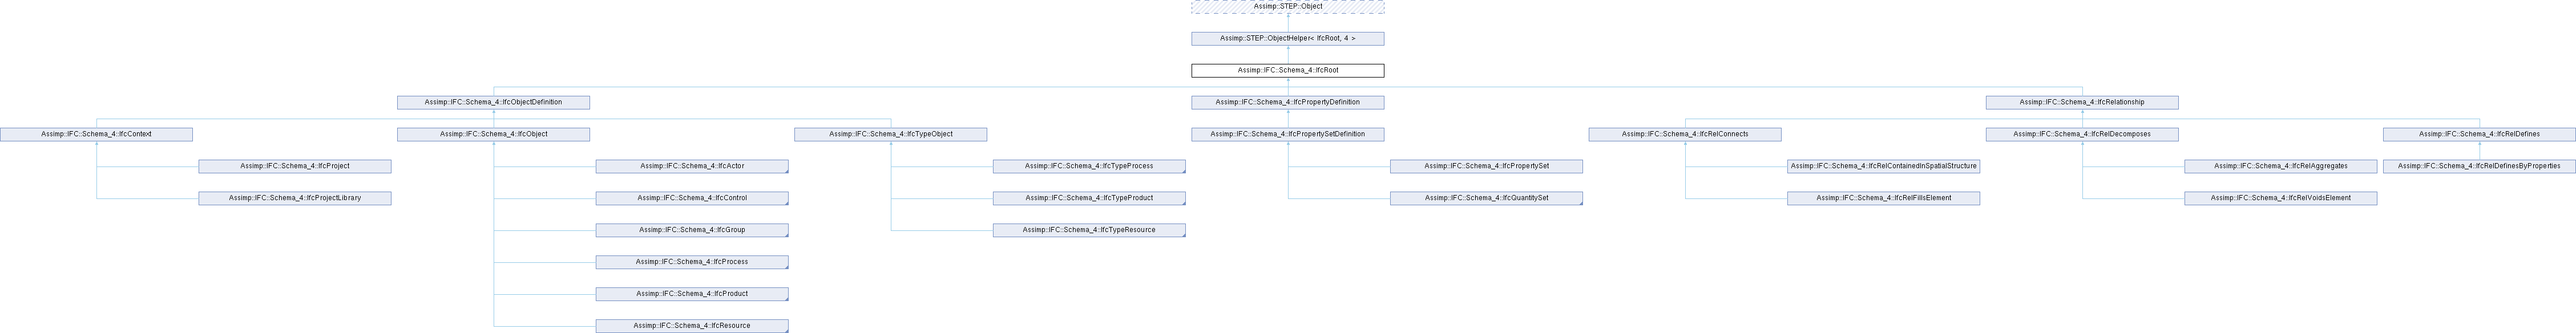 Assimp::STEP::Object
Assimp::STEP::ObjectHelper< IfcRoot, 4 >
Assimp::IFC::Schema_4::IfcRoot
Assimp::IFC::Schema_4::IfcObjectDefinition
Assimp::IFC::Schema_4::IfcPropertyDefinition
Assimp::IFC::Schema_4::IfcRelationship
Assimp::IFC::Schema_4::IfcContext
Assimp::IFC::Schema_4::IfcObject
Assimp::IFC::Schema_4::IfcTypeObject
Assimp::IFC::Schema_4::IfcPropertySetDefinition
Assimp::IFC::Schema_4::IfcRelConnects
Assimp::IFC::Schema_4::IfcRelDecomposes
Assimp::IFC::Schema_4::IfcRelDefines
Assimp::IFC::Schema_4::IfcProject
Assimp::IFC::Schema_4::IfcActor
Assimp::IFC::Schema_4::IfcTypeProcess
Assimp::IFC::Schema_4::IfcPropertySet
Assimp::IFC::Schema_4::IfcRelContainedInSpatialStructure
Assimp::IFC::Schema_4::IfcRelAggregates
Assimp::IFC::Schema_4::IfcRelDefinesByProperties
Assimp::IFC::Schema_4::IfcProjectLibrary
Assimp::IFC::Schema_4::IfcControl
Assimp::IFC::Schema_4::IfcTypeProduct
Assimp::IFC::Schema_4::IfcQuantitySet
Assimp::IFC::Schema_4::IfcRelFillsElement
Assimp::IFC::Schema_4::IfcRelVoidsElement
Assimp::IFC::Schema_4::IfcGroup
Assimp::IFC::Schema_4::IfcTypeResource
Assimp::IFC::Schema_4::IfcProcess
Assimp::IFC::Schema_4::IfcProduct
Assimp::IFC::Schema_4::IfcResource